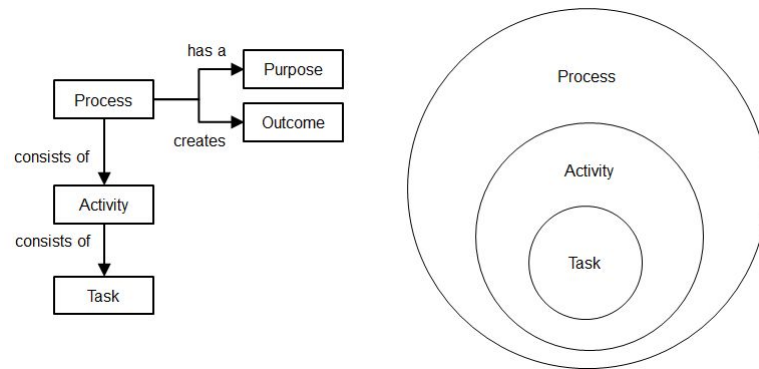 has a
Purpose
Process
Outcome
creates
consists of
Activity
consists of
Task
Process
Activity
Task